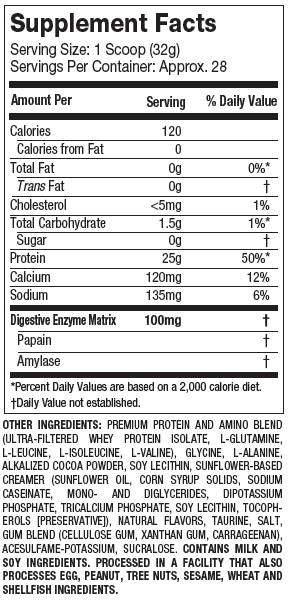 Supplement Facts
Serving Size: 1 Scoop (32g)
Servings Per Container: Approx. 28
Amount Per Serving % Daily Value
Calories 120
Calories from Fat 0
Total Fat 0g 0%*
Trans Fat 0g †
Cholesterol <5mg 1%
Total Carbohydrate 1.5g 1%*
Sugar 0g †
Protein 25g 50%*
Calcium 120mg 12%
Sodium 135mg 6%
Digestive Enzyme Matrix 100mg †
Papain †
Amylase †
*Percent Daily Values are based on a 2,000 calorie diet.
†Daily Value not established.
OTHER INGREDIENTS: PREMIUM PROTEIN AND AMINO BLEND
(ULTRA-FILTERED WHEY PROTEIN ISOLATE, L-GLUTAMINE,
L-LEUCINE, L-ISOLEUCINE, L-VALINE), GLYCINE, L-ALANINE,
ALKALIZED COCOA POWDER, SOY LECITHIN, SUNFLOWER-BASED
CREAMER (SUNFLOWER OIL, CORN SYRUP SOLIDS, SODIUM
CASEINATE, MONO- AND DIGLYCERIDES, DIPOTASSIUM
PHOSPHATE, TRICALCIUM PHOSPHATE, SOY LECITHIN, TOCOPH-
EROLS [PRESERVATIVE]), NATURAL FLAVORS, TAURINE, SALT,
GUM BLEND (CELLULOSE GUM, XANTHAN GUM, CARRAGEENAN),
ACESULFAME-POTASSIUM, SUCRALOSE. CONTAINS MILK AND
SOY INGREDIENTS. PROCESSED IN A FACILITY THAT ALSO
PROCESSES EGG, PEANUT, TREE NUTS, SESAME, WHEAT AND
SHELLFISH INGREDIENTS.